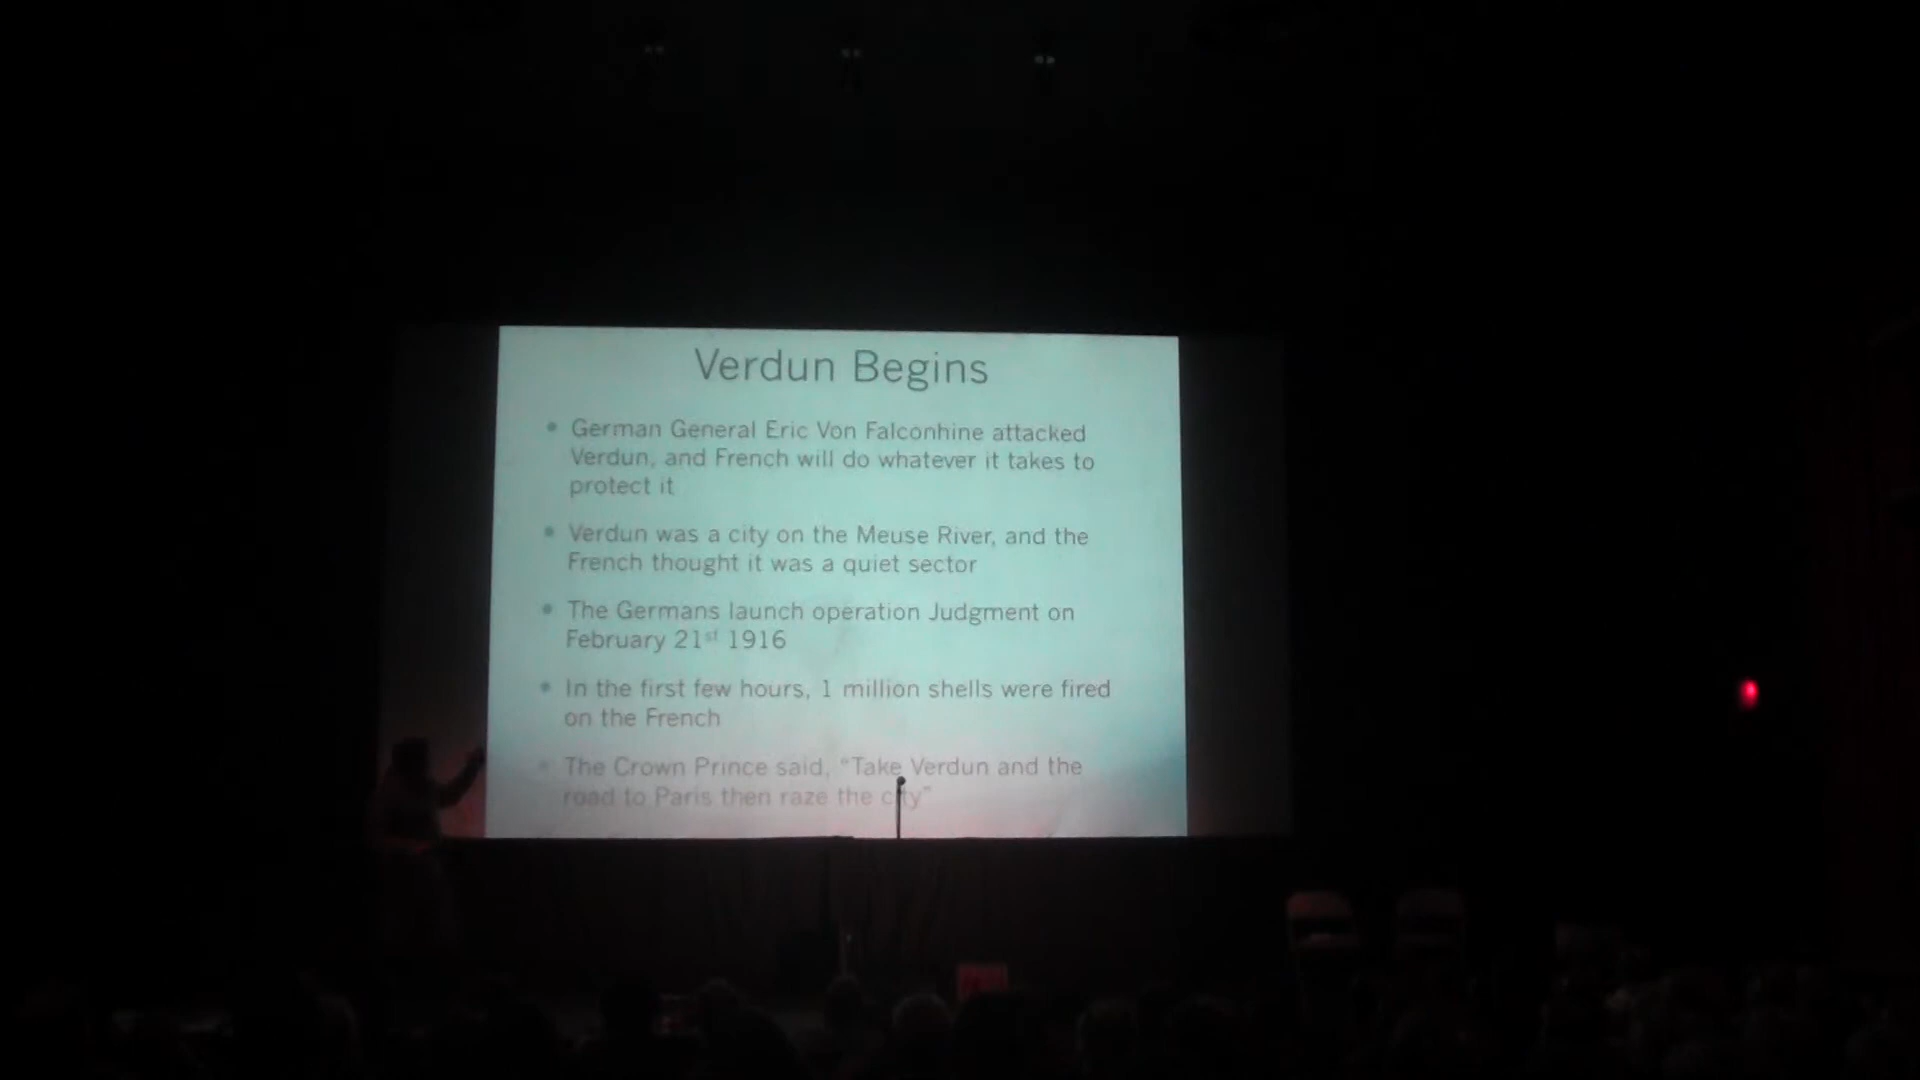 Verdun Begins
• German General Eric Von Falconhine attacked
Verdun, and French will do whatever it takes to
protect it
• Verdun was a city on the Meuse River, and the
French thought it was a quiet sector
• The Germans launch operation Judgment on
February 21st 1916
• In the first few hours, 1 million shells were fired
on the French
• The Crown Prince said, “Take Verdun and the
road to Paris then raze the city”